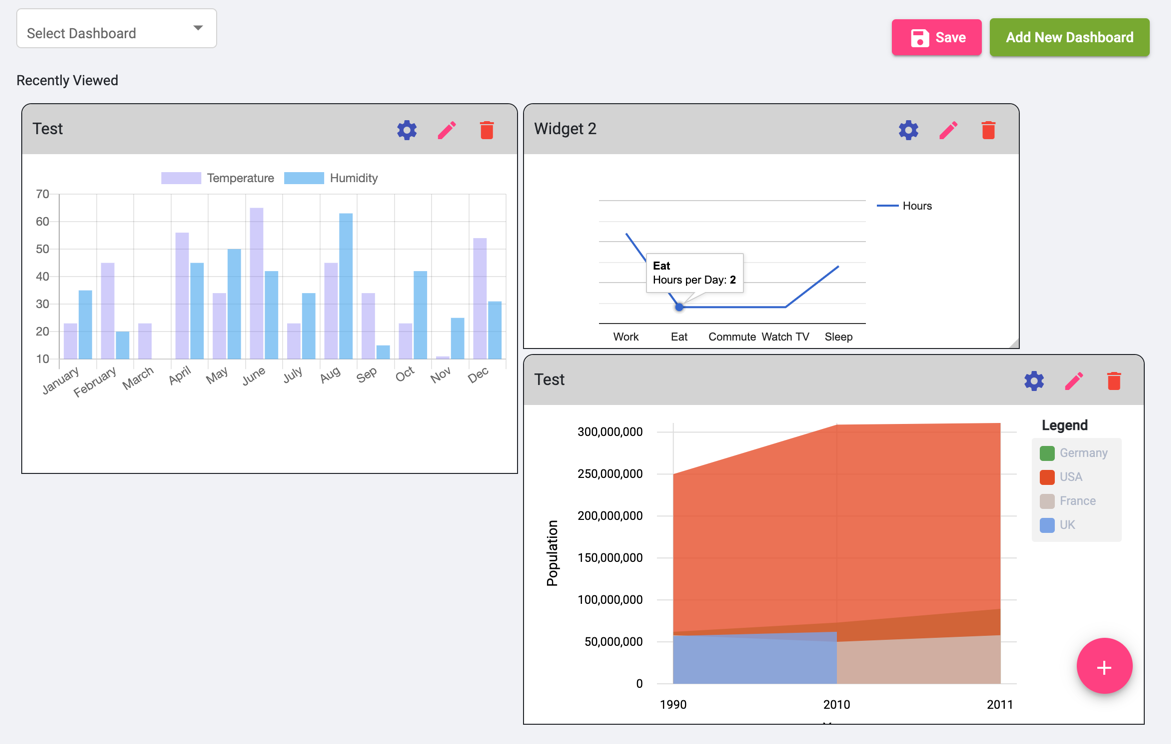 Select Dashboard
Save
Add New Dashboard
Recently Viewed
Test
Temperature Humidity
70
60
50
40
30
20
10
January February March April May June July Aug Sep Oct Nov Dec
Widget 2
Hours
Eat
Hours per Day: 2
Work Eat Commute Watch TV Sleep
Test
Legend
Germany
USA
France
UK
Population
300,000,000
250,000,000
200,000,000
150,000,000
100,000,000
50,000,000
0
1990 2010 2011